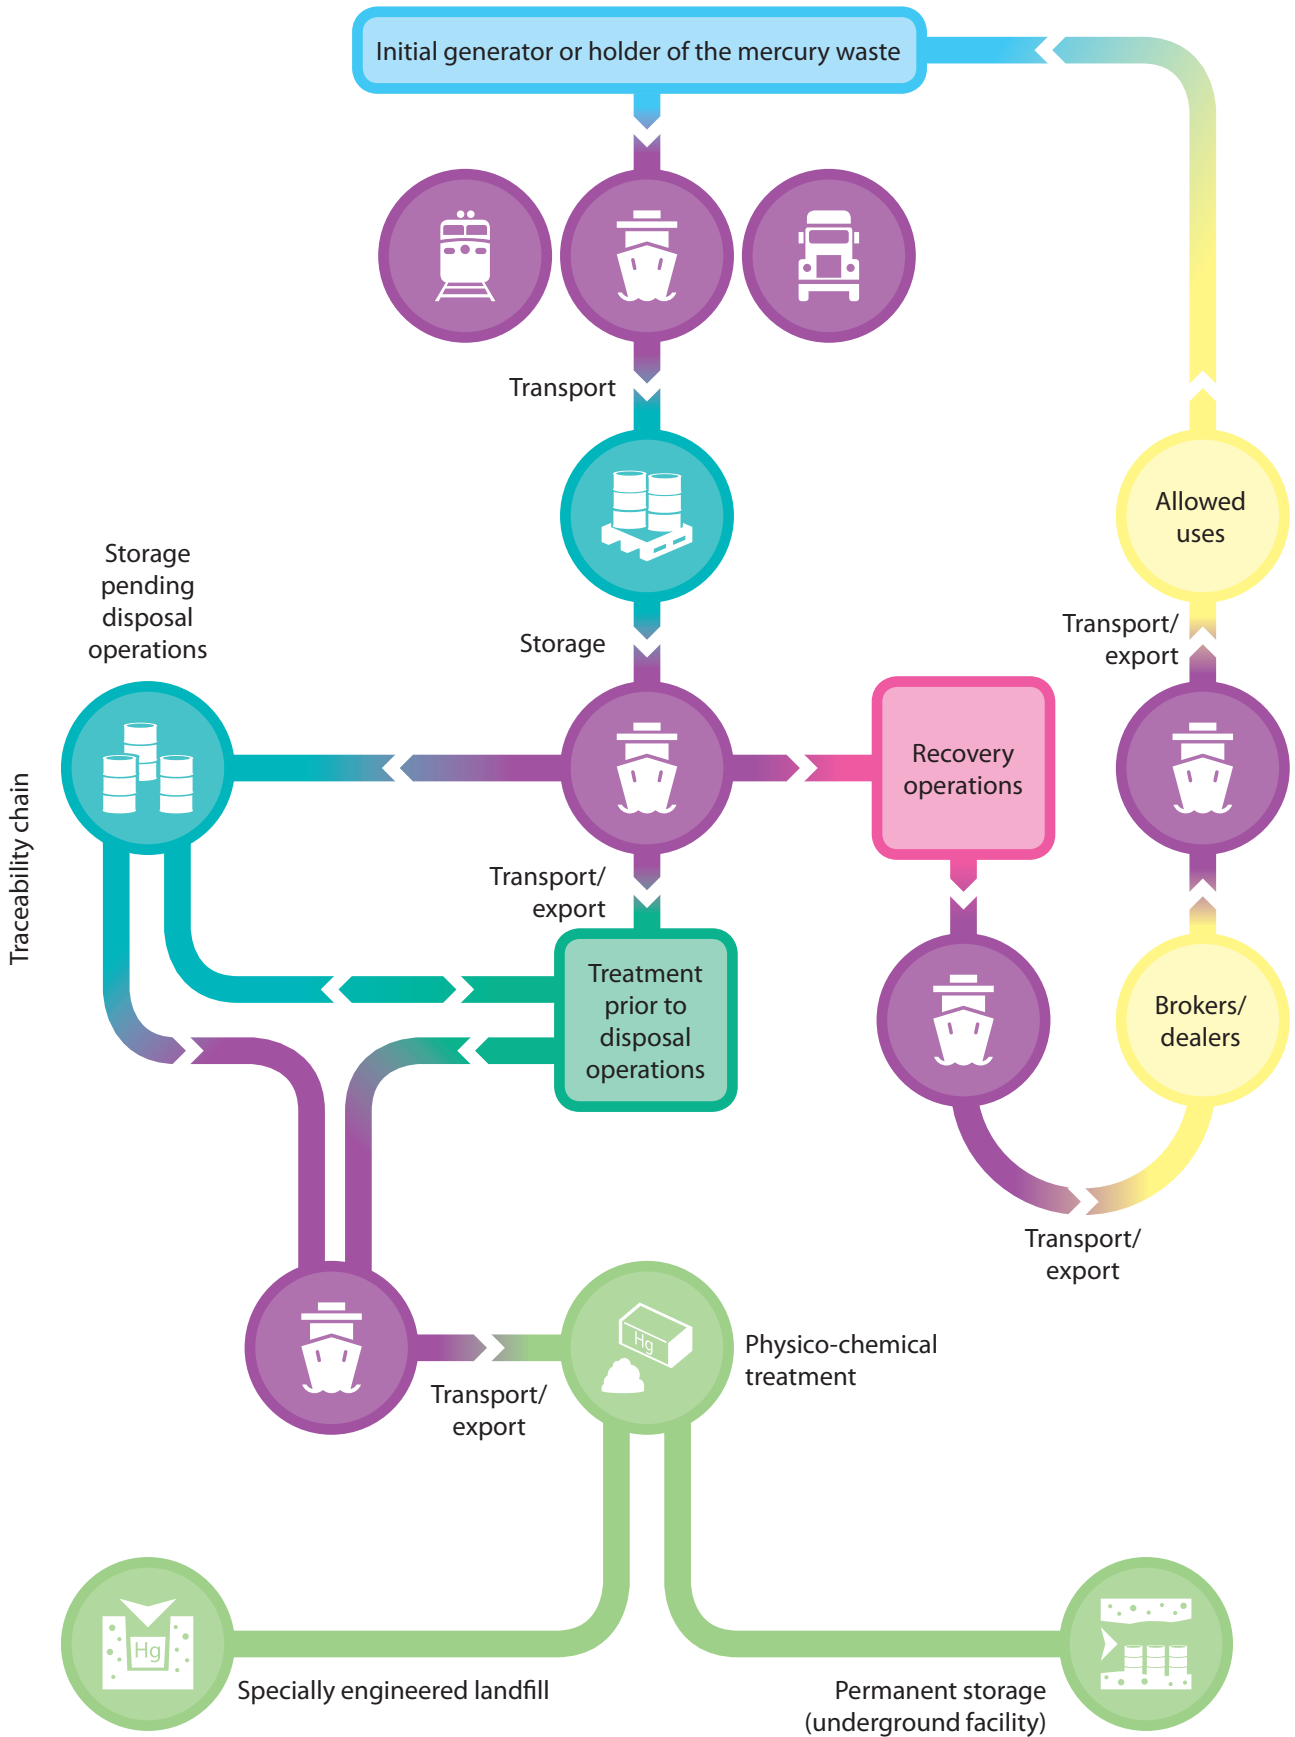 Initial generator or holder of the mercury waste
Transport
Allowed
uses
Storage
pending
disposal
operations
Storage
Transport/
export
Recovery
operations
Traceability chain
Transport/
export
Treatment
prior to
disposal
operations
Brokers/
dealers
Transport/
export
Hg
Physico-chemical
treatment
Transport/
export
Hg
Specially engineered landfill
Permanent storage
(underground facility)